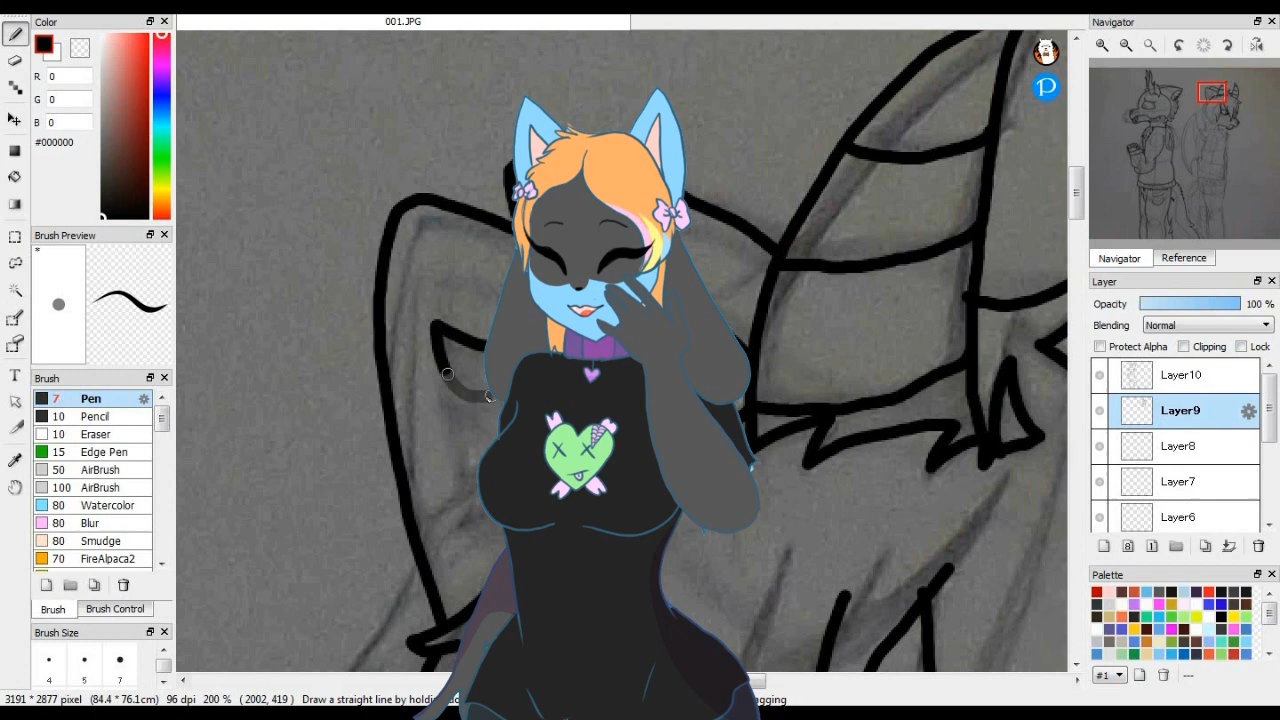 Color
001.JPG
Navigator
R 0
G 0
B 0
#000000
Brush Preview
*
Navigator
Reference
Layer
Opacity 100 %
Blending Normal
Protect Alpha Clipping Lock
Layer10
Layer9
Layer8
Layer7
Layer6
Brush
7 Pen
10 Pencil
10 Eraser
15 Edge Pen
50 AirBrush
100 AirBrush
80 Watercolor
80 Blur
80 Smudge
70 FireAlpaca2
Brush
Brush Control
Brush Size
4 5 7
Palette
#1
---
3191 * 2877 pixel (84.4 * 76.1cm) 96 dpi 200 % ( 2002, 419 ) Draw a straight line by holdi